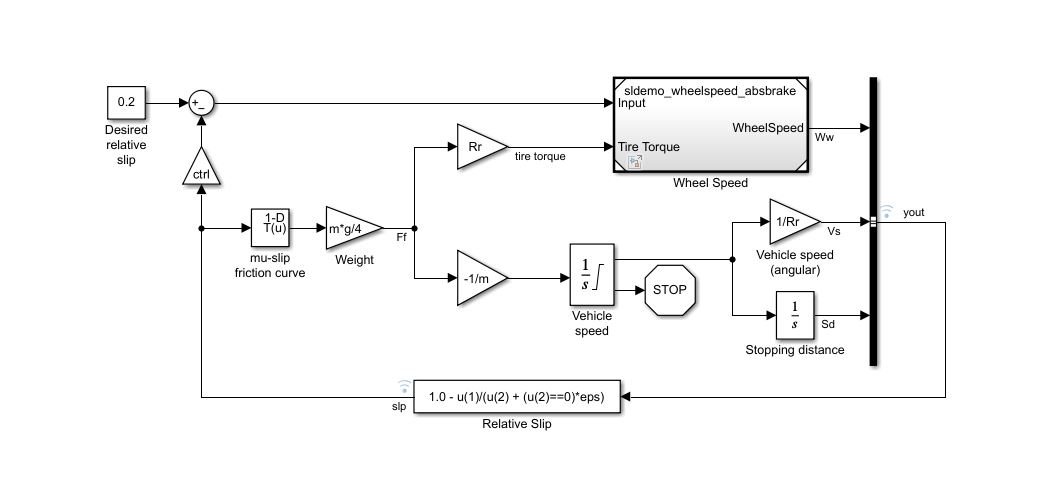 sldemo_wheelspeed_absbrake
0.2
+
_
Input
Desired
relative
slip
WheelSpeed
Ww
Rr
tire torque
Tire Torque
ctrl
Wheel Speed
1-D
T(u)
m*g/4
Ff
mu-slip
friction curve
Weight
1/Rr
Vs
yout
Vehicle speed
(angular)
-1/m
1
s
STOP
Vehicle
speed
1
s
Sd
Stopping distance
slp
1.0 - u(1)/(u(2) + (u(2)==0)*eps)
Relative Slip